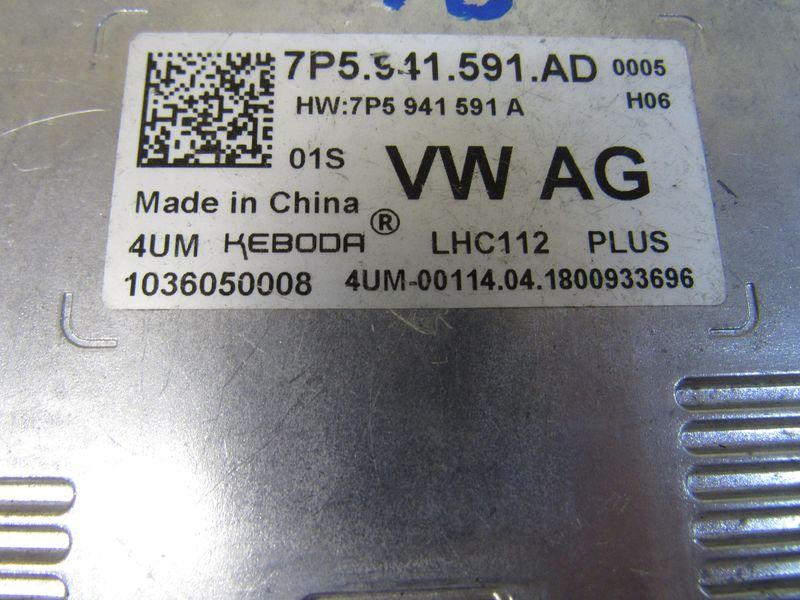 7P5.941.591.AD 0005
HW:7P5 941 591 A H06
01S VW AG
Made in China
4UM KEBODA® LHC112 PLUS
1036050008 4UM-00114.04.1800933696